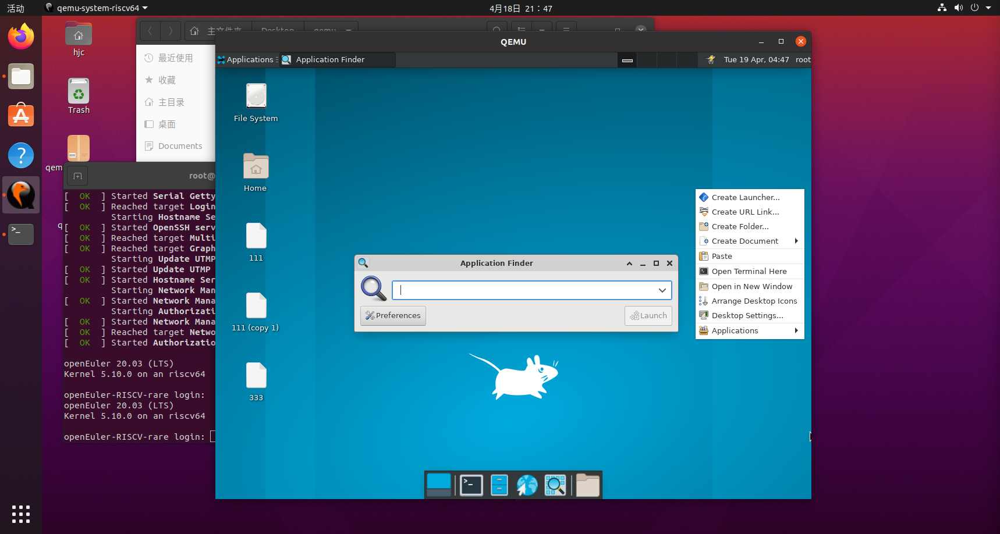 活动
qemu-system-riscv64
4月18日 21：47
hjc
Trash
qem
q
主文件夹
Desktop
qemu
最近使用
收藏
主目录
桌面
Documents
root@
[  OK  ] Started Serial Getty
[  OK  ] Reached target Login
Starting Hostname Se
[  OK  ] Started OpenSSH serv
[  OK  ] Reached target Multi
[  OK  ] Reached target Graph
Starting Update UTMP
[  OK  ] Started Update UTMP
[  OK  ] Started Hostname Ser
Starting Network Man
[  OK  ] Started Network Mana
Starting Authorizati
[  OK  ] Started Network Mana
[  OK  ] Reached target Netwo
[  OK  ] Started Authorizatio
openEuler 20.03 (LTS)
Kernel 5.10.0 on an riscv64
openEuler-RISCV-rare login:
openEuler 20.03 (LTS)
Kernel 5.10.0 on an riscv64
openEuler-RISCV-rare login:
QEMU
Applications
Application Finder
Tue 19 Apr, 04:47
root
File System
Home
111
111 (copy 1)
333
Application Finder
Preferences
Launch
Create Launcher...
Create URL Link...
Create Folder...
Create Document
Paste
Open Terminal Here
Open in New Window
Arrange Desktop Icons
Desktop Settings...
Applications